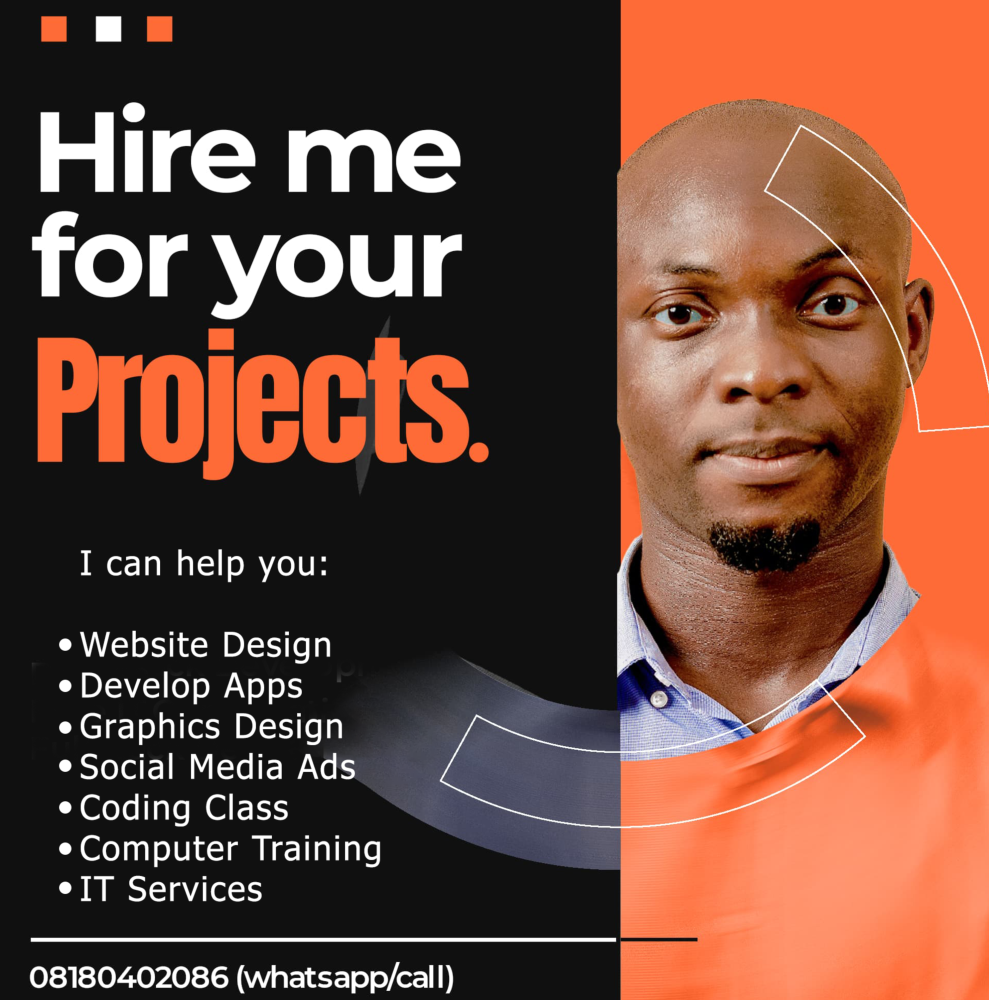 Hire me
for your
Projects.
I can help you:
• Website Design
• Develop Apps
• Graphics Design
• Social Media Ads
• Coding Class
• Computer Training
• IT Services
08180402086 (whatsapp/call)